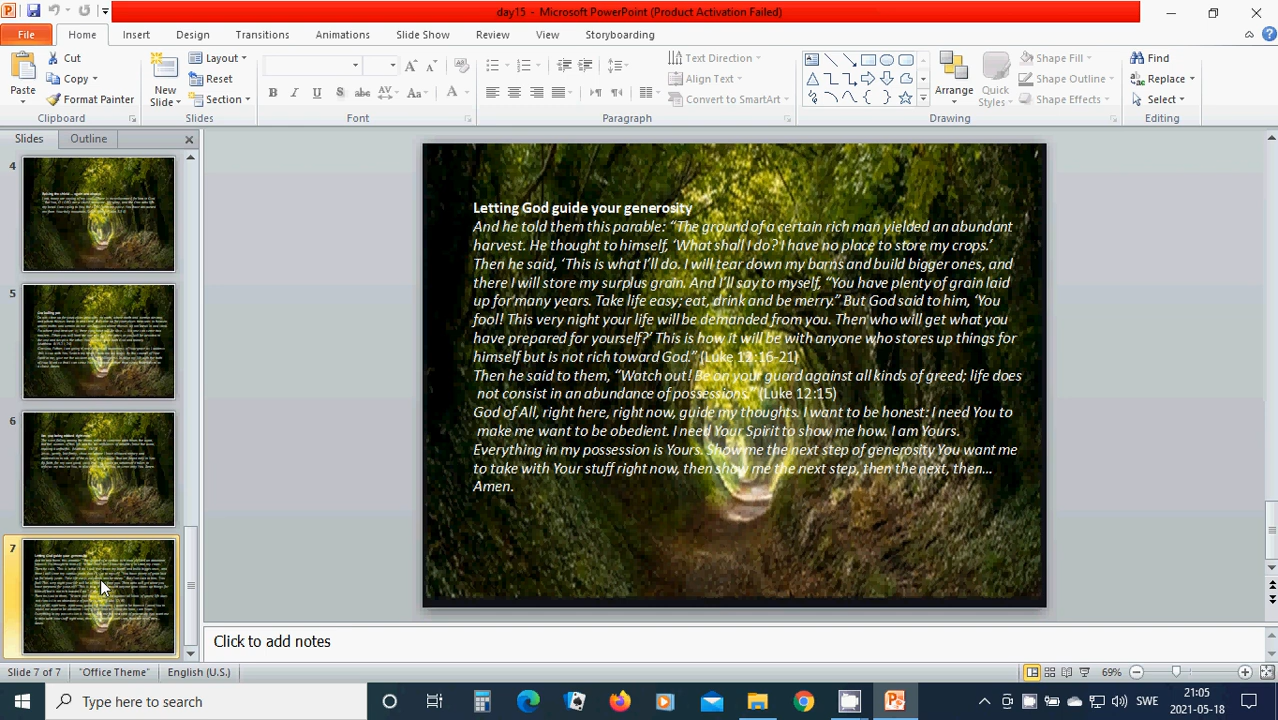 day15 - Microsoft PowerPoint (Product Activation Failed)
File Home Insert Design Transitions Animations Slide Show Review View Storyboarding
Paste
Cut
Copy
Format Painter
Clipboard
New Slide
Layout
Reset
Section
Slides
B I U S abc AV Aa A
Font
Text Direction
Align Text
Convert to SmartArt
Paragraph
Arrange
Quick Styles
Shape Fill
Shape Outline
Shape Effects
Drawing
Find
Replace
Select
Editing
Slides Outline
4
5
6
7
Letting God guide your generosity
And he told them this parable: “The ground of a certain rich man yielded an abundant
harvest. He thought to himself, ‘What shall I do? I have no place to store my crops.’
Then he said, ‘This is what I’ll do. I will tear down my barns and build bigger ones, and
there I will store my surplus grain. And I’ll say to myself, “You have plenty of grain laid
up for many years. Take life easy; eat, drink and be merry.” But God said to him, ‘You
fool! This very night your life will be demanded from you. Then who will get what you
have prepared for yourself?’ This is how it will be with anyone who stores up things for
himself but is not rich toward God.” (Luke 12:16-21)
Then he said to them, “Watch out! Be on your guard against all kinds of greed; life does
not consist in an abundance of possessions.” (Luke 12:15)
God of All, right here, right now, guide my thoughts. I want to be honest: I need You to
make me want to be obedient. I need Your Spirit to show me how. I am Yours.
Everything in my possession is Yours. Show me the next step of generosity You want me
to take with Your stuff right now, then show me the next step, then the next, then…
Amen.
Click to add notes
Slide 7 of 7 "Office Theme" English (U.S.) 69%
Type here to search
SWE
21:05
2021-05-18